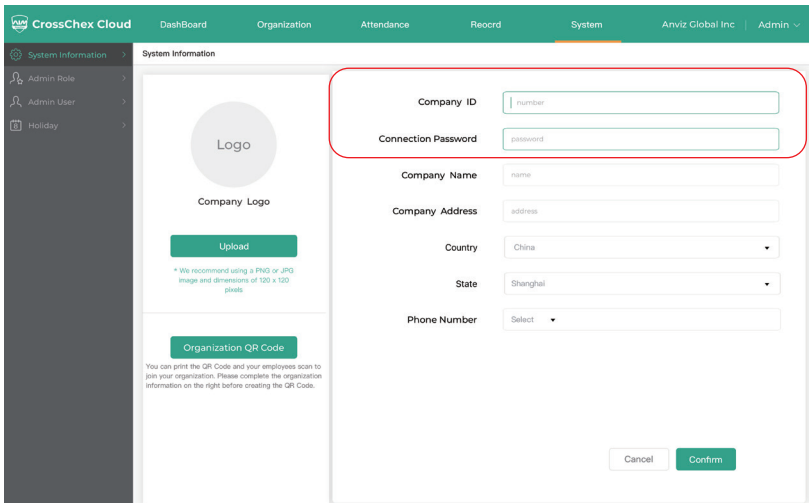 CrossChex Cloud
DashBoard
Organization
Attendance
Reocrd
System
Anviz Global Inc
Admin
System Information
Admin Role
Admin User
Holiday
System Information
Logo
Company Logo
Upload
* We recommend using a PNG or JPG
image and dimensions of 120 x 120
pixels
Organization QR Code
You can print the QR Code and your employees scan to
join your organization. Please complete the organization
information on the right before creating the QR Code.
Company ID
number
Connection Password
password
Company Name
name
Company Address
address
Country
China
State
Shanghai
Phone Number
Select
Cancel
Confirm